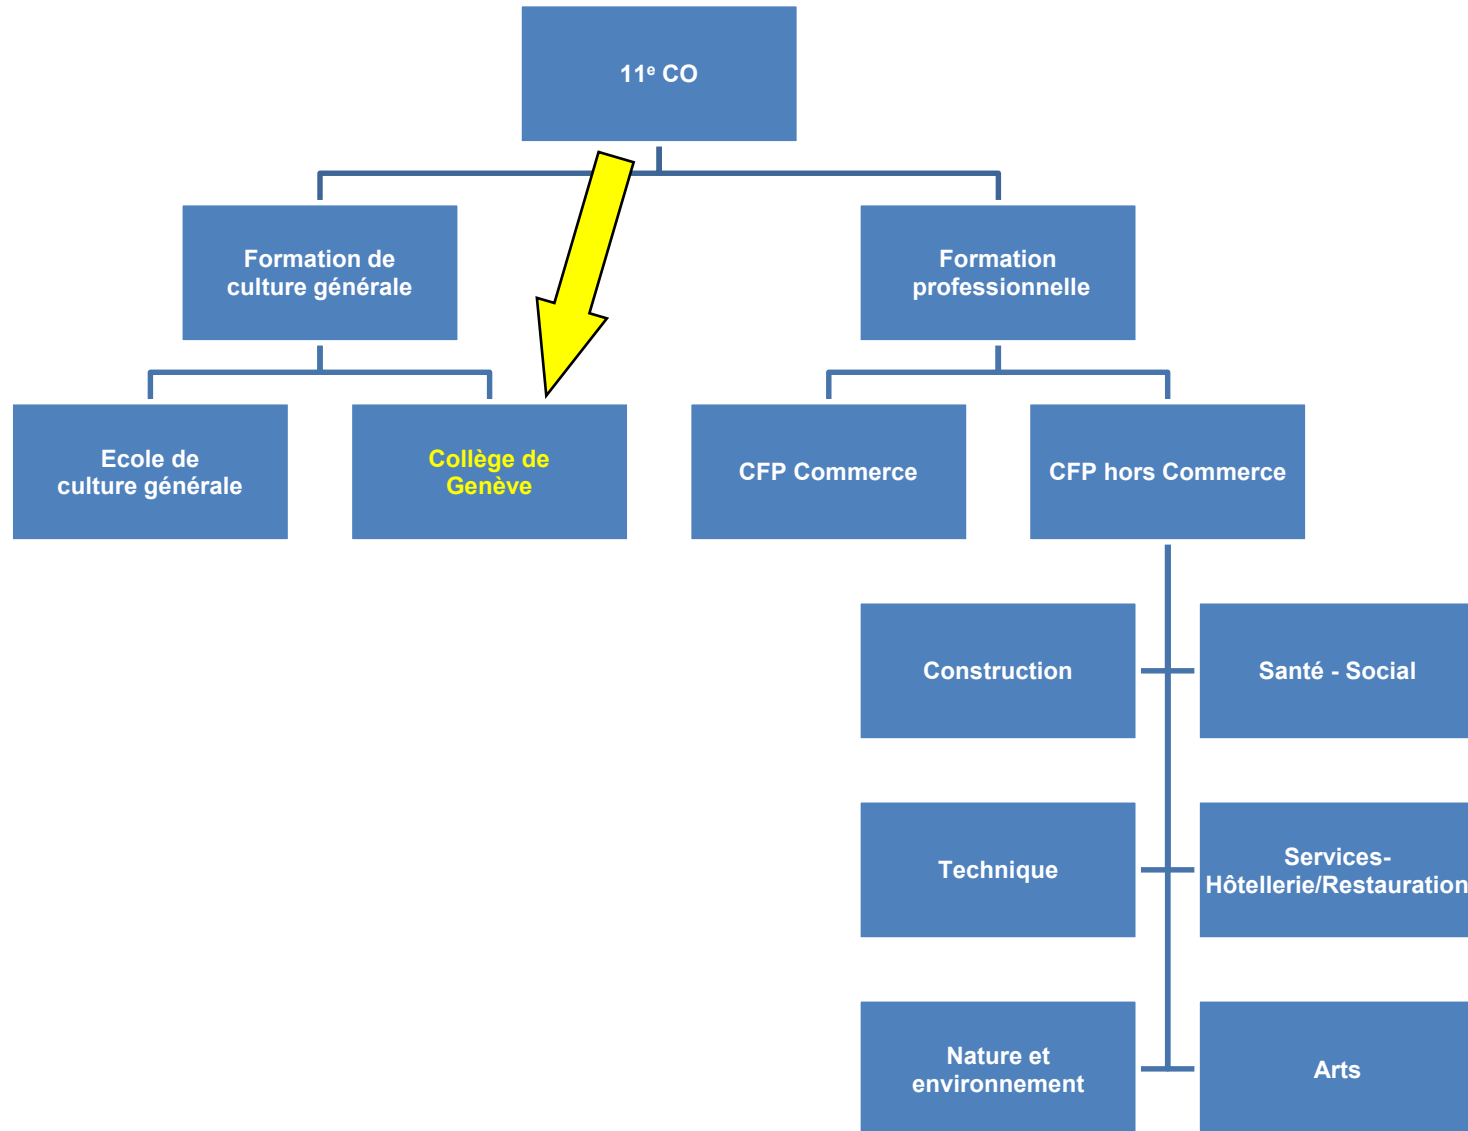 11ᵉ CO
Formation de
culture générale
Formation
professionnelle
Ecole de
culture générale
Collège de
Genève
CFP Commerce
CFP hors Commerce
Construction
Santé - Social
Technique
Services-
Hôtellerie/Restauration
Nature et
environnement
Arts